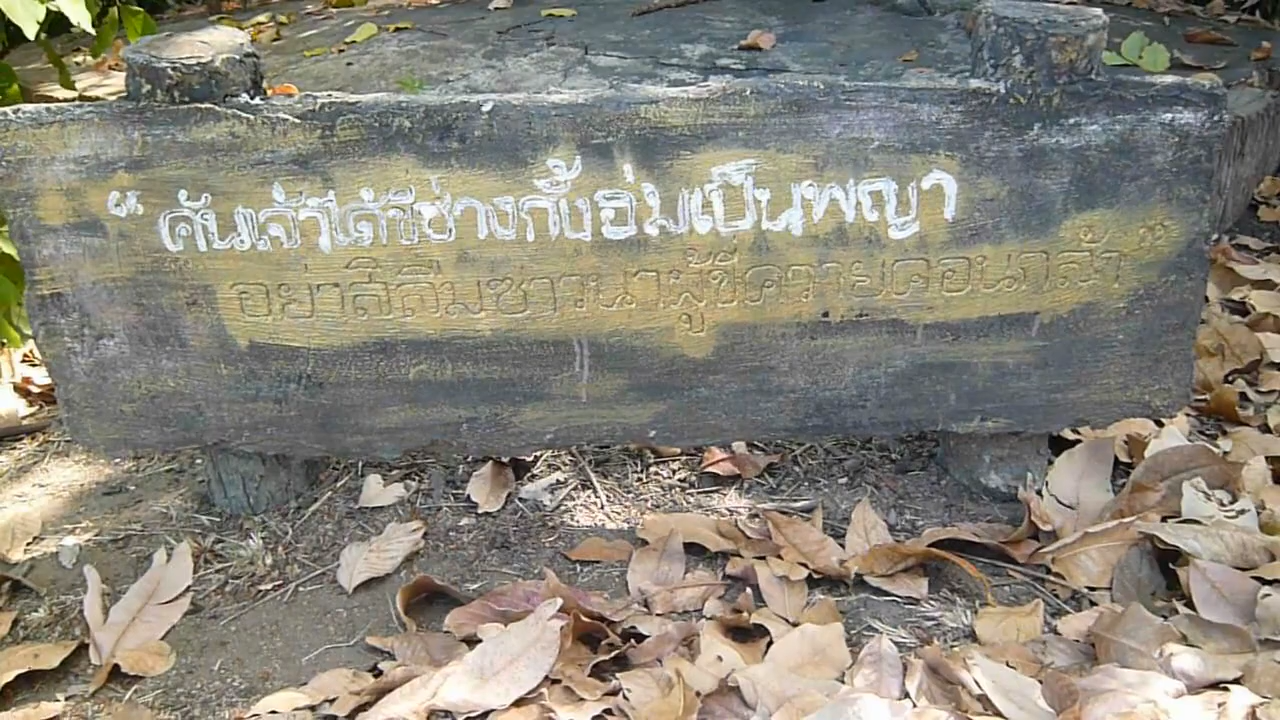 “คันเจ้าได้ขี่ช้างกั้งฮ่มเป็นพญา
อย่าสิลืมชาวนาผู้ขี่ควายคอนกล้า”